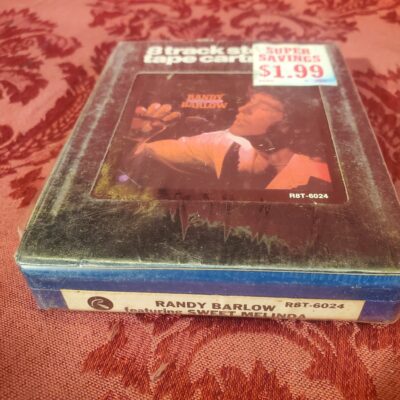 8 track ste
tape cart
SUPER
SAVINGS
$1.99
RANDY
BARLOW
R8T-6024
R
RANDY BARLOW R8T-6024
featuring SWEET MELINDA